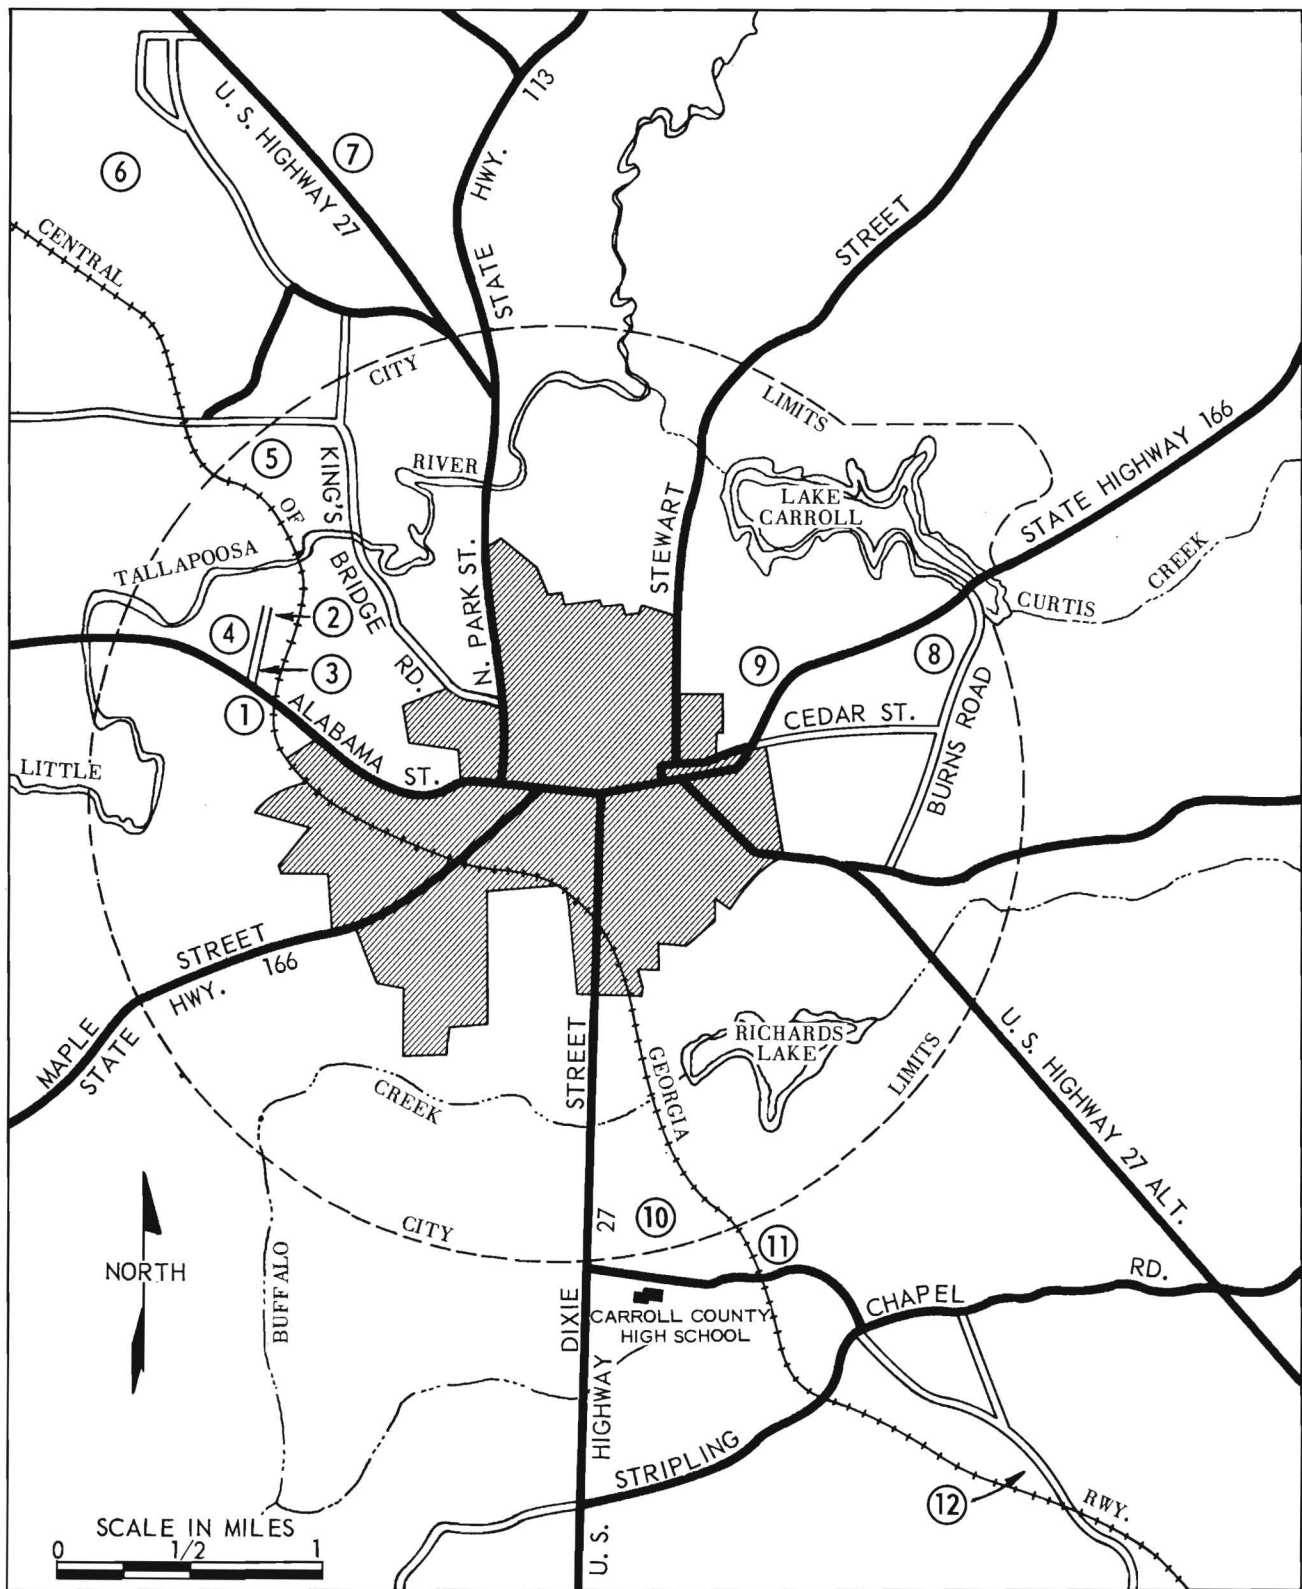 113
U. S. HIGHWAY 27
7
6
STATE HWY.
CENTRAL
STREET
CITY
LIMITS
STATE HIGHWAY 166
5
KING'S
RIVER
LAKE
CARROLL
OF
STEWART
TALLAPOOSA
BRIDGE
N. PARK ST.
CREEK
CURTIS
2
4
3
RD.
9
8
1
ALABAMA
ST.
CEDAR ST.
BURNS ROAD
LITTLE
STREET
166
HWY.
MAPLE
STATE
STREET
GEORGIA
RICHARDS
LAKE
LIMITS
U. S. HIGHWAY 27 ALT.
CREEK
10
27
CITY
11
NORTH
BUFFALO
DIXIE
CARROLL COUNTY
HIGH SCHOOL
CHAPEL
RD.
HIGHWAY
STRIPLING
12
RWY.
U. S.
SCALE IN MILES
0 1/2 1